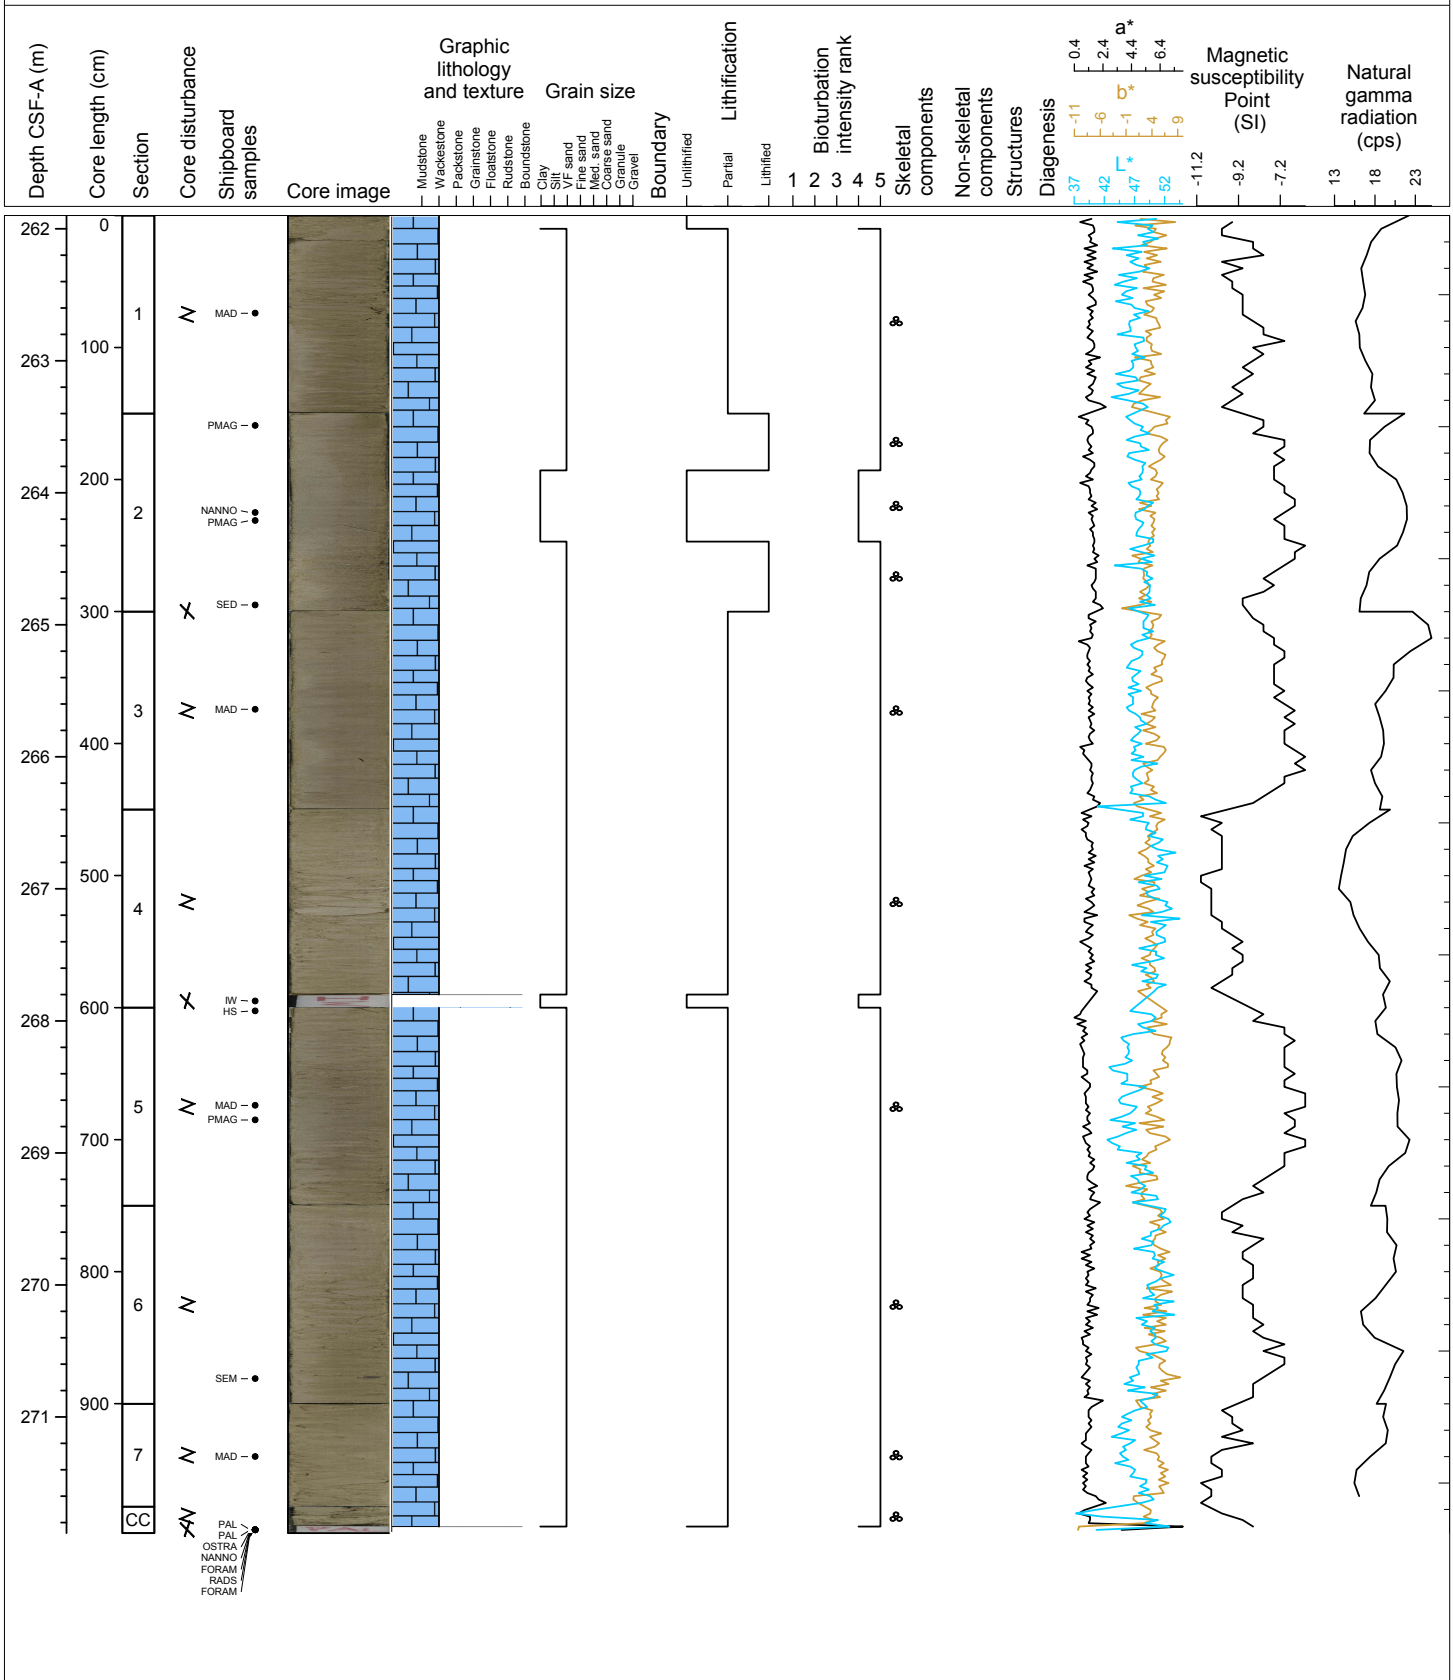 Depth CSF-A (m)
Core length (cm)
Section
Core disturbance
Shipboard
samples
Core image
Graphic
lithology
and texture
Mudstone
Wackestone
Packstone
Grainstone
Floatstone
Rudstone
Boundstone
Grain size
Clay
Silt
VF sand
Fine sand
Med. sand
Coarse sand
Granule
Gravel
Boundary
Lithification
Unlithified
Partial
Lithified
Bioturbation
intensity rank
1 2 3 4 5
Skeletal
components
Non-skeletal
components
Structures
Diagenesis
a*
0.4 2.4 4.4 6.4
b*
-11 -6 -1 4 9
L*
37 42 47 52
Magnetic
susceptibility
Point
(SI)
-11.2 -9.2 -7.2
Natural
gamma
radiation
(cps)
13 18 23
262
263
264
265
266
267
268
269
270
271
0
100
200
300
400
500
600
700
800
900
1
2
3
4
5
6
7
CC
MAD
PMAG
NANNO
PMAG
SED
MAD
IW
HS
MAD
PMAG
SEM
MAD
PAL
PAL
OSTRA
NANNO
FORAM
RADS
FORAM